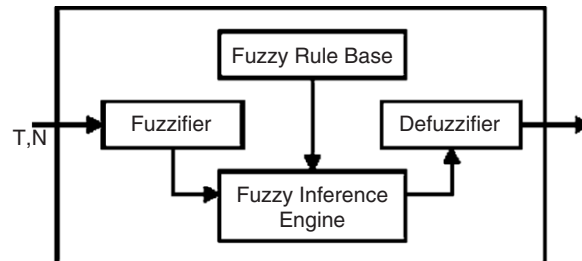 Fuzzy Rule Base
T,N
Fuzzifier
Defuzzifier
Fuzzy Inference
Engine